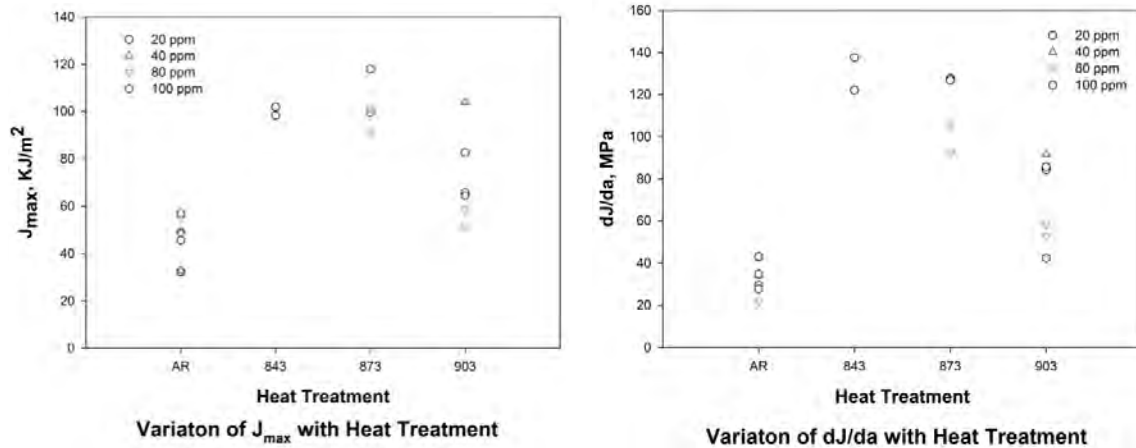 140
120
100
80
60
40
20
0
J_max, KJ/m²
20 ppm
40 ppm
80 ppm
100 ppm
AR 843 873 903
Heat Treatment
Variaton of J_max with Heat Treatment
160
140
120
100
80
60
40
20
0
dJ/da, MPa
20 ppm
40 ppm
80 ppm
100 ppm
AR 843 873 903
Heat Treatment
Variaton of dJ/da with Heat Treatment